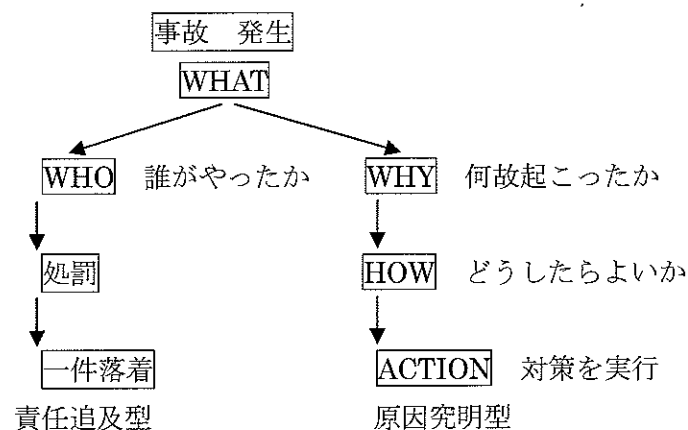 事故　発生
WHAT
WHO　誰がやったか　WHY　何故起こったか
処罰　HOW　どうしたらよいか
一件落着　ACTION　対策を実行
責任追及型　原因究明型